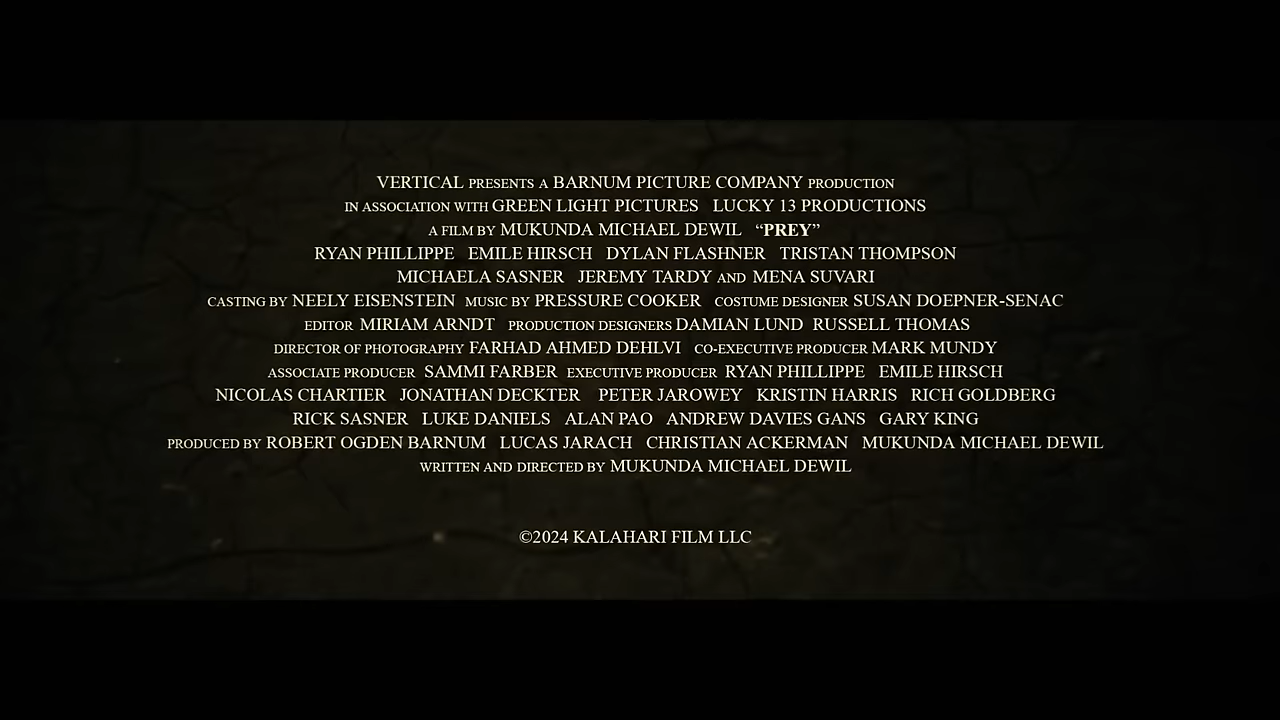 VERTICAL PRESENTS A BARNUM PICTURE COMPANY PRODUCTION
IN ASSOCIATION WITH GREEN LIGHT PICTURES LUCKY 13 PRODUCTIONS
A FILM BY MUKUNDA MICHAEL DEWIL “PREY”
RYAN PHILLIPPE EMILE HIRSCH DYLAN FLASHNER TRISTAN THOMPSON
MICHAELA SASNER JEREMY TARDY AND MENA SUVARI
CASTING BY NEELY EISENSTEIN MUSIC BY PRESSURE COOKER COSTUME DESIGNER SUSAN DOEPNER-SENAC
EDITOR MIRIAM ARNDT PRODUCTION DESIGNERS DAMIAN LUND RUSSELL THOMAS
DIRECTOR OF PHOTOGRAPHY FARHAD AHMED DEHLVI CO-EXECUTIVE PRODUCER MARK MUNDY
ASSOCIATE PRODUCER SAMMI FARBER EXECUTIVE PRODUCER RYAN PHILLIPPE EMILE HIRSCH
NICOLAS CHARTIER JONATHAN DECKTER PETER JAROWEY KRISTIN HARRIS RICH GOLDBERG
RICK SASNER LUKE DANIELS ALAN PAO ANDREW DAVIES GANS GARY KING
PRODUCED BY ROBERT OGDEN BARNUM LUCAS JARACH CHRISTIAN ACKERMAN MUKUNDA MICHAEL DEWIL
WRITTEN AND DIRECTED BY MUKUNDA MICHAEL DEWIL
©2024 KALAHARI FILM LLC